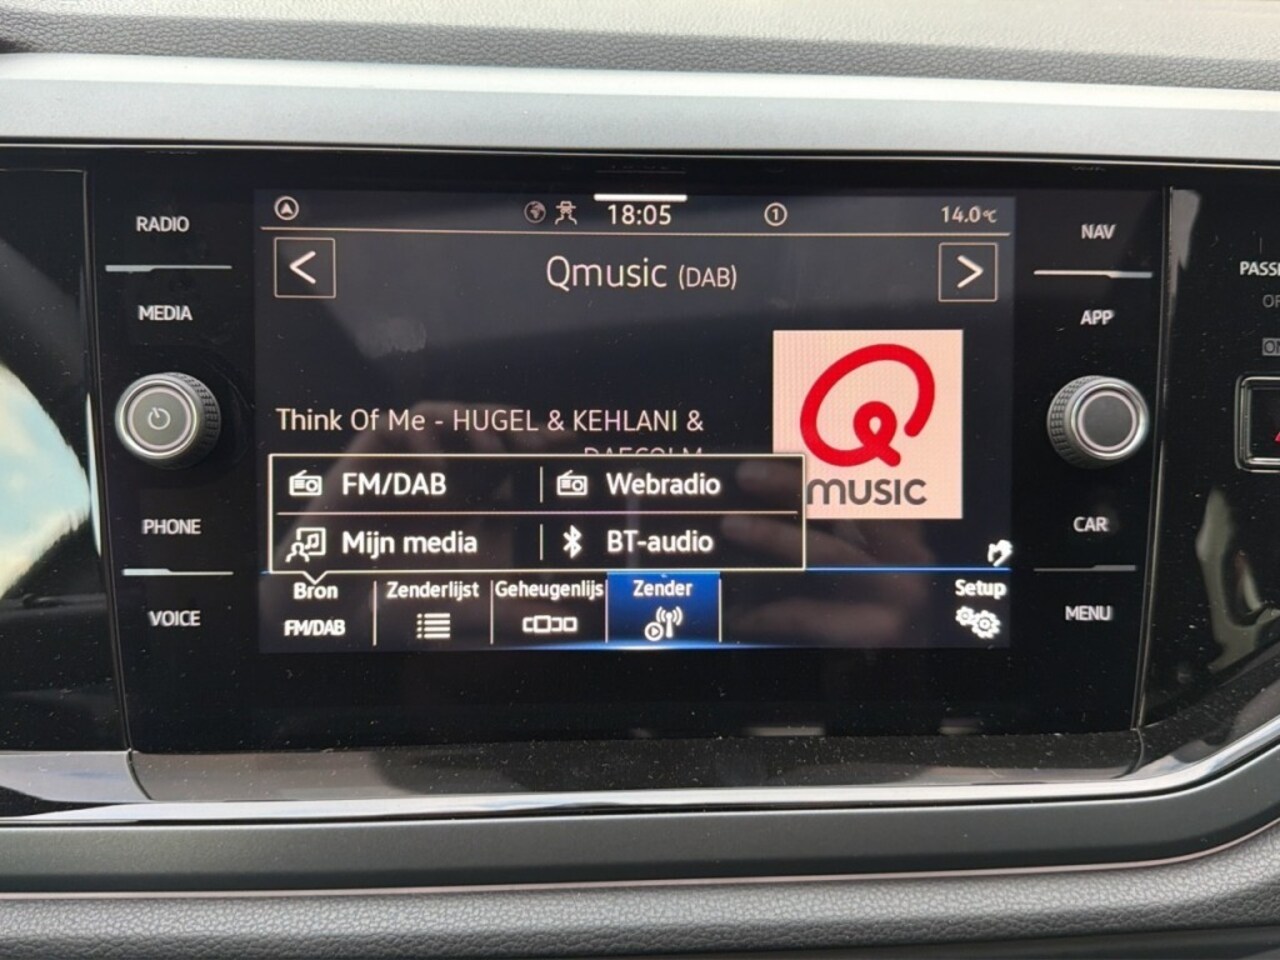 RADIO
MEDIA
PHONE
VOICE
18:05
1
14.0°C
< Qmusic (DAB) >
Think Of Me - HUGEL & KEHLANI &
MUSIC
FM/DAB Webradio
Mijn media BT-audio
Bron Zenderlijst Geheugenlijs Zender Setup
FM/DAB
NAV
APP
CAR
MENU